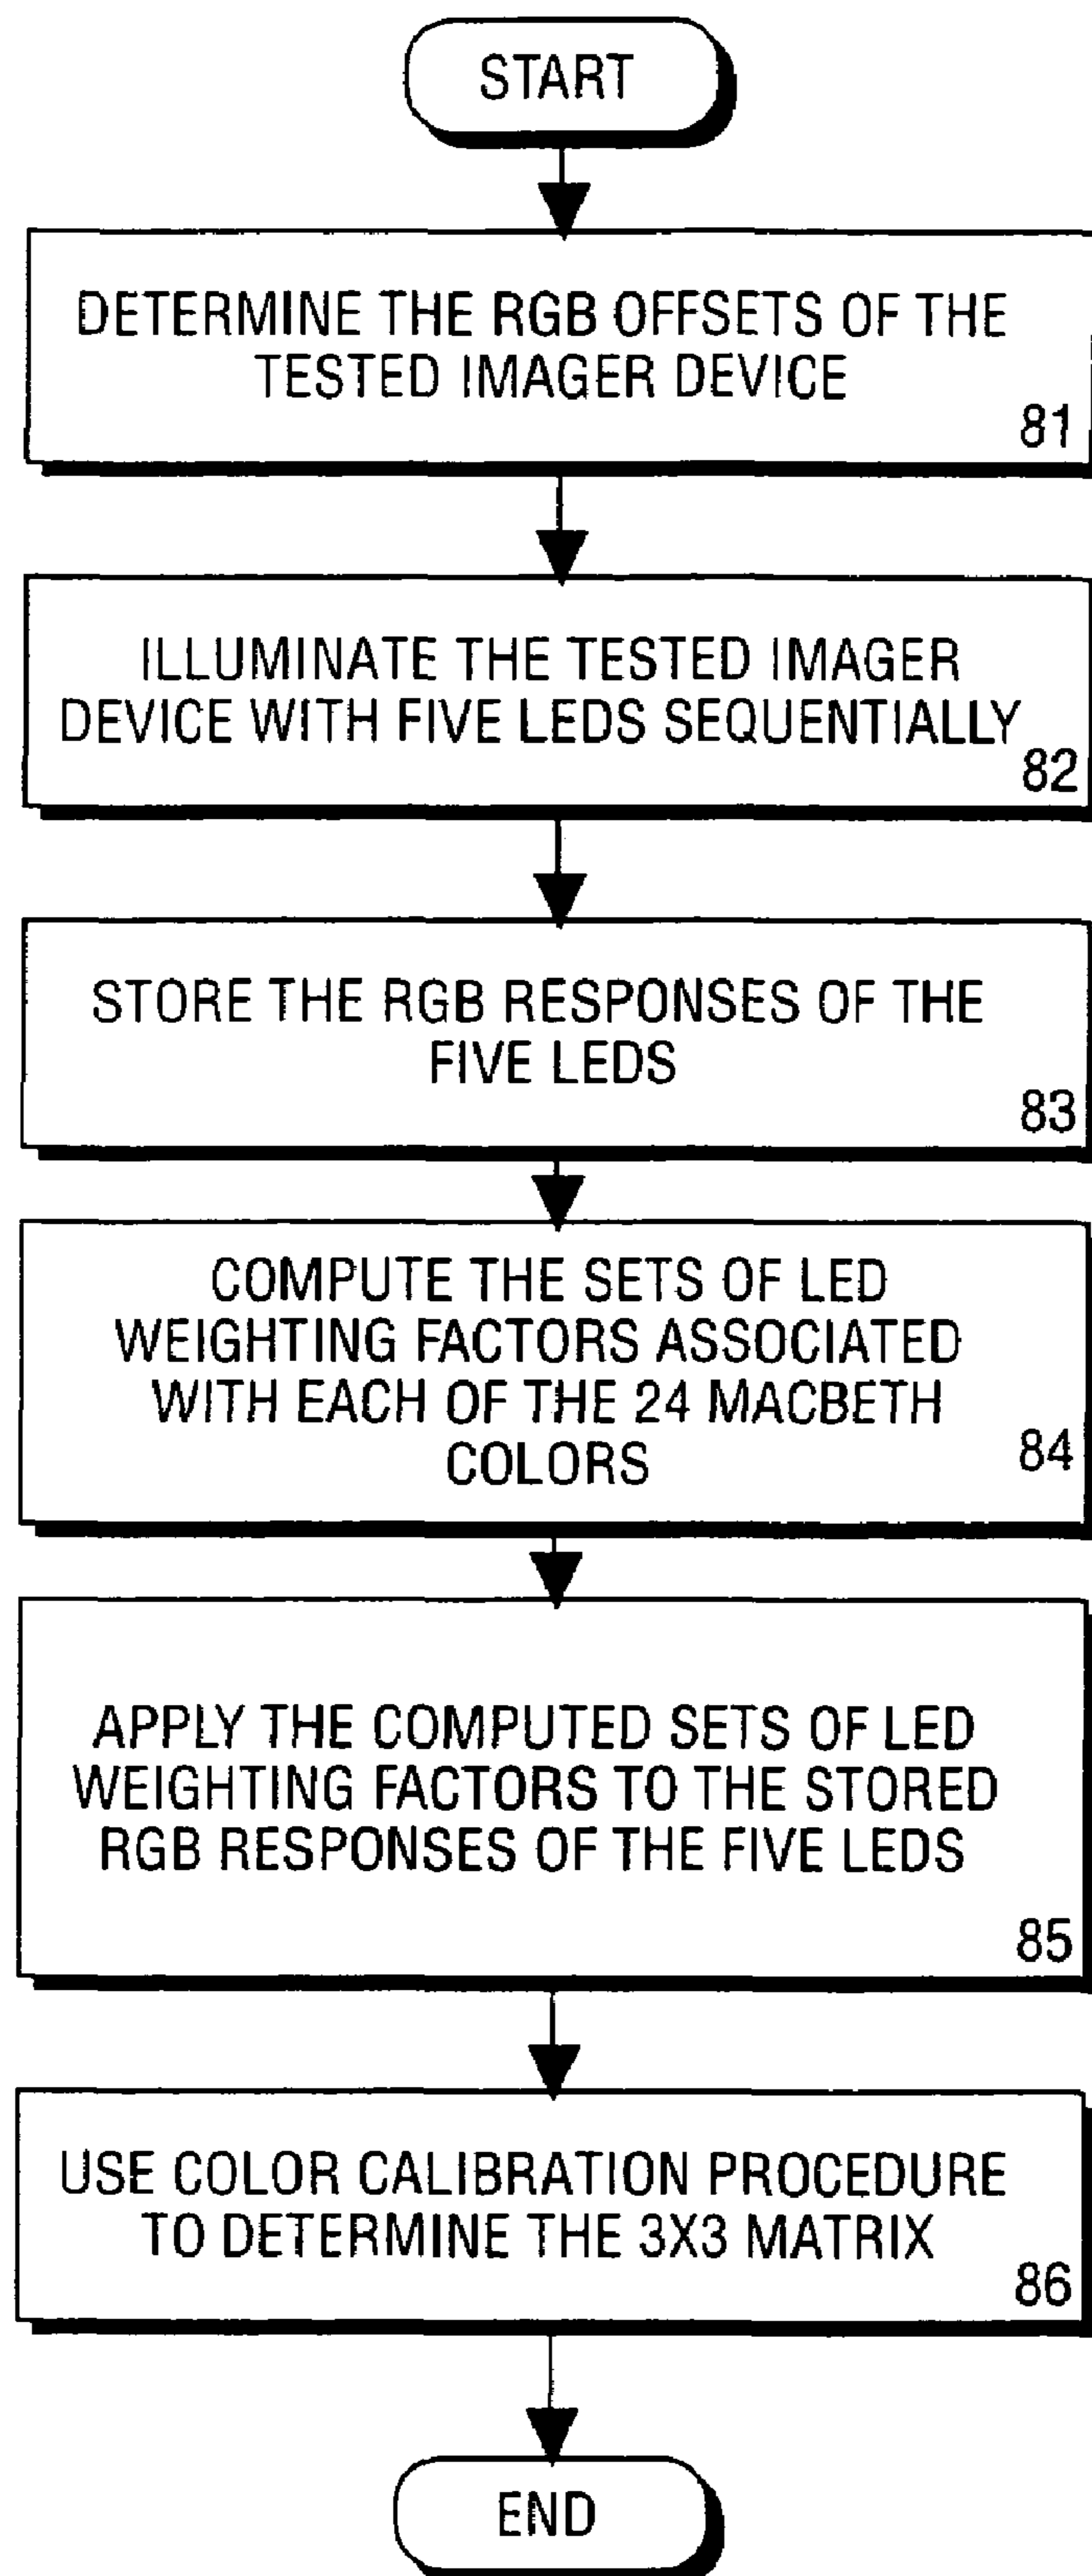 START
DETERMINE THE RGB OFFSETS OF THE
TESTED IMAGER DEVICE
81
ILLUMINATE THE TESTED IMAGER
DEVICE WITH FIVE LEDS SEQUENTIALLY
82
STORE THE RGB RESPONSES OF THE
FIVE LEDS
83
COMPUTE THE SETS OF LED
WEIGHTING FACTORS ASSOCIATED
WITH EACH OF THE 24 MACBETH
COLORS
84
APPLY THE COMPUTED SETS OF LED
WEIGHTING FACTORS TO THE STORED
RGB RESPONSES OF THE FIVE LEDS
85
USE COLOR CALIBRATION PROCEDURE
TO DETERMINE THE 3X3 MATRIX
86
END